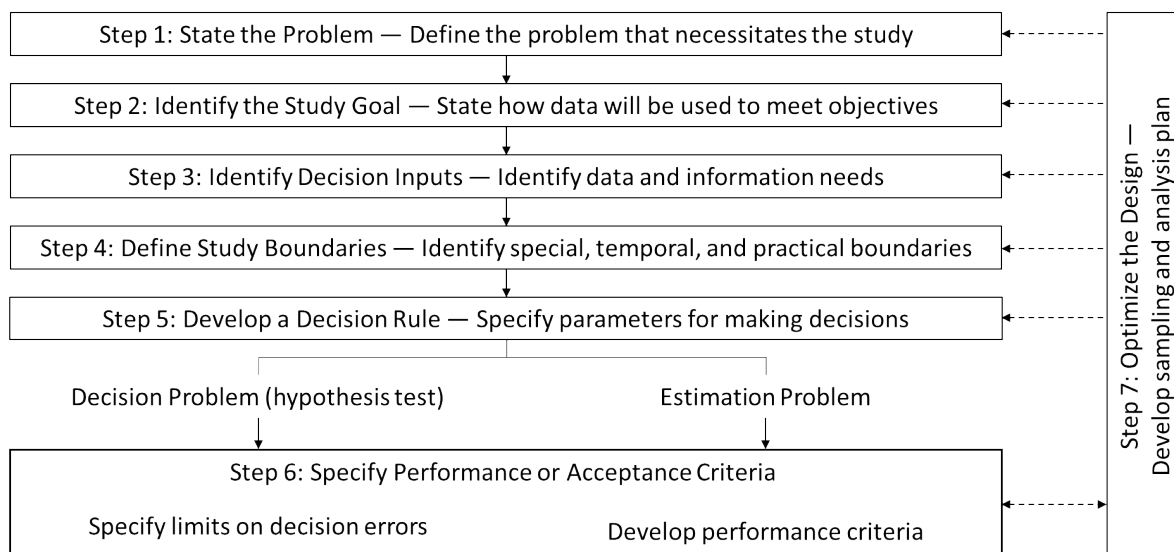 Step 1: State the Problem — Define the problem that necessitates the study
Step 2: Identify the Study Goal — State how data will be used to meet objectives
Step 3: Identify Decision Inputs — Identify data and information needs
Step 4: Define Study Boundaries — Identify special, temporal, and practical boundaries
Step 5: Develop a Decision Rule — Specify parameters for making decisions
Decision Problem (hypothesis test)
Estimation Problem
Step 6: Specify Performance or Acceptance Criteria
Specify limits on decision errors
Develop performance criteria
Step 7: Optimize the Design —
Develop sampling and analysis plan